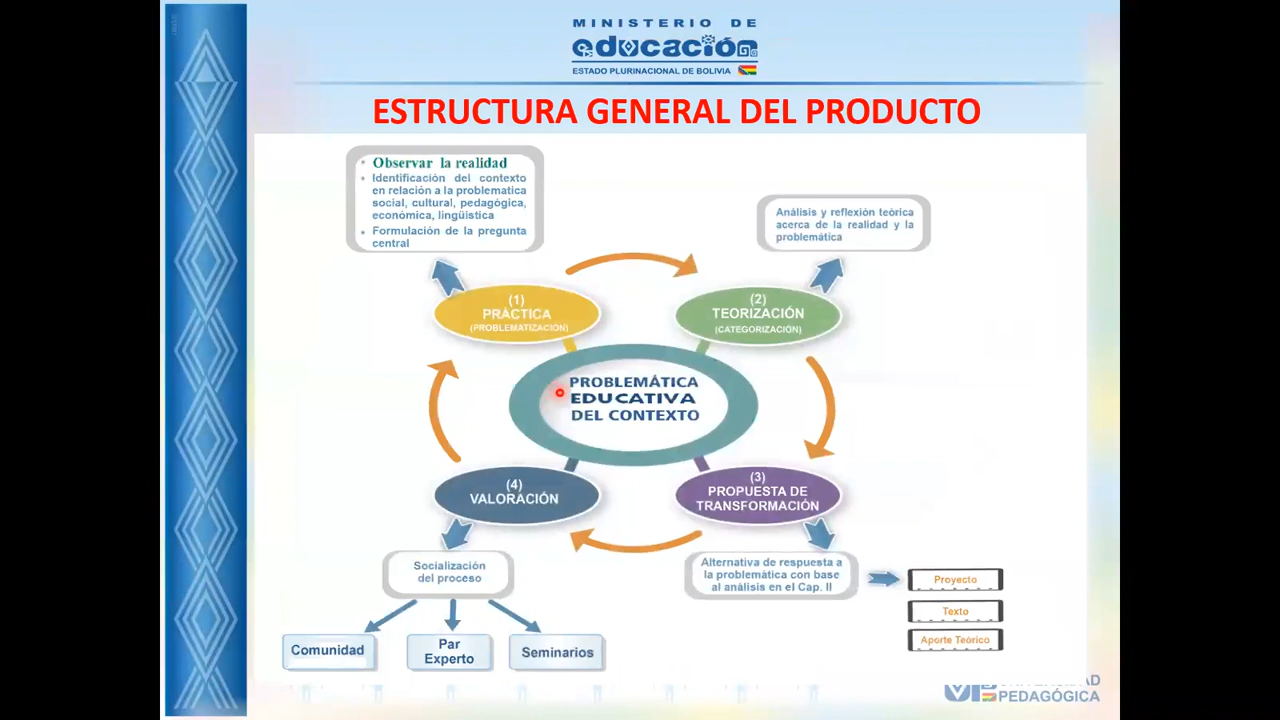 MINISTERIO DE
educación
ESTADO PLURINACIONAL DE BOLIVIA
ESTRUCTURA GENERAL DEL PRODUCTO
• Observar la realidad
• Identificación del contexto
en relación a la problematica
social, cultural, pedagógica,
económica, lingüistica
• Formulación de la pregunta
central
Análisis y reflexión teórica
acerca de la realidad y la
problemática
(1)
PRÁCTICA
(PROBLEMATIZACIÓN)
(2)
TEORIZACIÓN
(CATEGORIZACIÓN)
PROBLEMÁTICA
EDUCATIVA
DEL CONTEXTO
(4)
VALORACIÓN
(3)
PROPUESTA DE
TRANSFORMACIÓN
Socialización
del proceso
Alternativa de respuesta a
la problemática con base
al análisis en el Cap. II
Proyecto
Texto
Aporte Teórico
Comunidad
Par
Experto
Seminarios
UNIVERSIDAD
PEDAGÓGICA